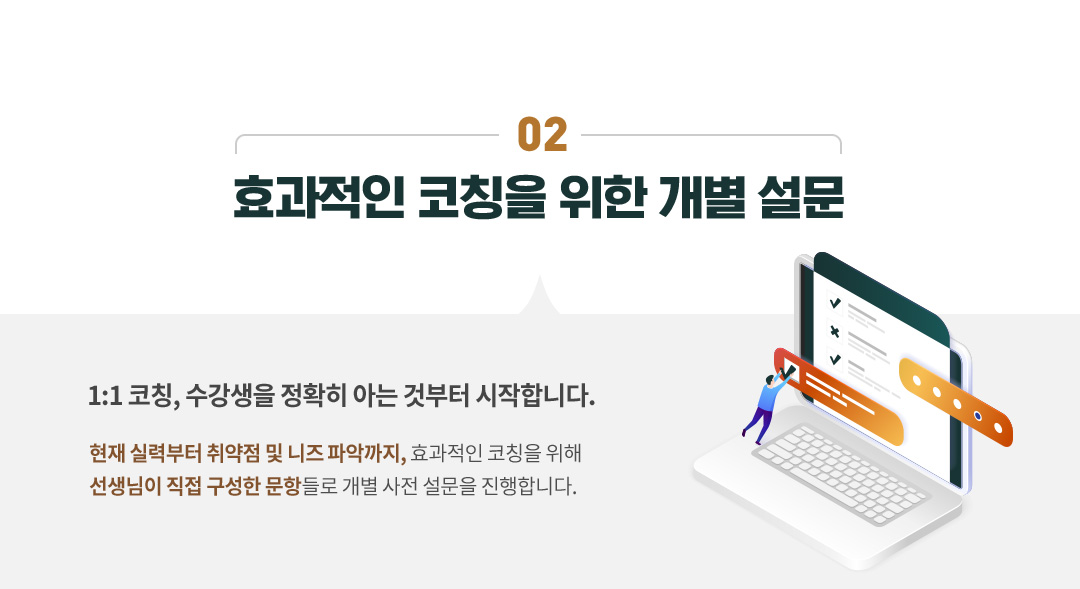 02
효과적인 코칭을 위한 개별 설문
1:1 코칭, 수강생을 정확히 아는 것부터 시작합니다.
현재 실력부터 취약점 및 니즈 파악까지, 효과적인 코칭을 위해
선생님이 직접 구성한 문항들로 개별 사전 설문을 진행합니다.